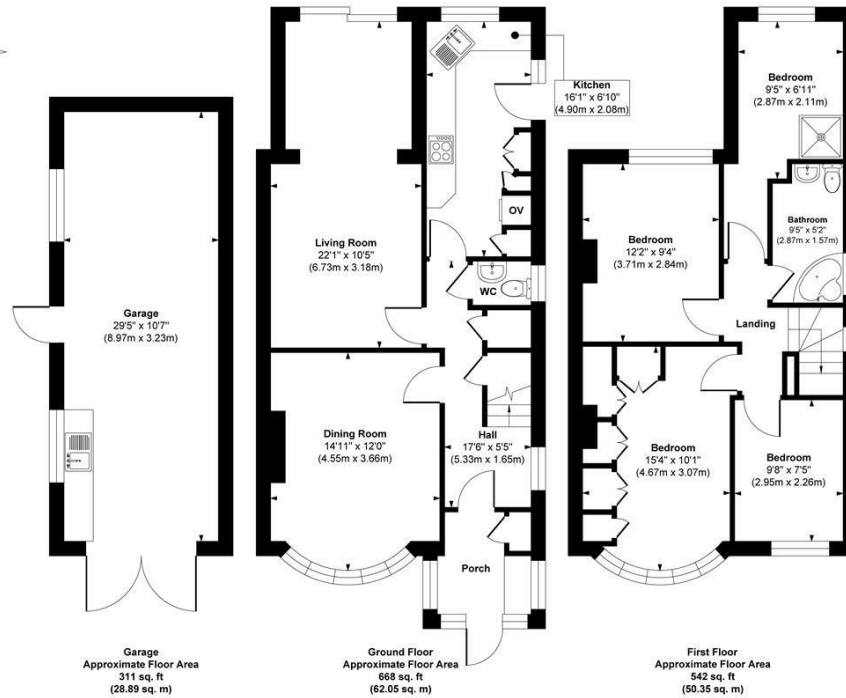 Garage
29'5" x 10'7"
(8.97m x 3.23m)
Garage
Approximate Floor Area
311 sq. ft
(28.89 sq. m)
Kitchen
16'1" x 6'10"
(4.90m x 2.08m)
OV
Living Room
22'1" x 10'5"
(6.73m x 3.18m)
WC
Dining Room
14'11" x 12'0"
(4.55m x 3.66m)
Hall
17'6" x 5'5"
(5.33m x 1.65m)
Porch
Ground Floor
Approximate Floor Area
668 sq. ft
(62.05 sq. m)
Bedroom
9'5" x 6'11"
(2.87m x 2.11m)
Bedroom
12'2" x 9'4"
(3.71m x 2.84m)
Bathroom
9'5" x 5'2"
(2.87m x 1.57m)
Landing
Bedroom
15'4" x 10'1"
(4.67m x 3.07m)
Bedroom
9'8" x 7'5"
(2.95m x 2.26m)
First Floor
Approximate Floor Area
542 sq. ft
(50.35 sq. m)